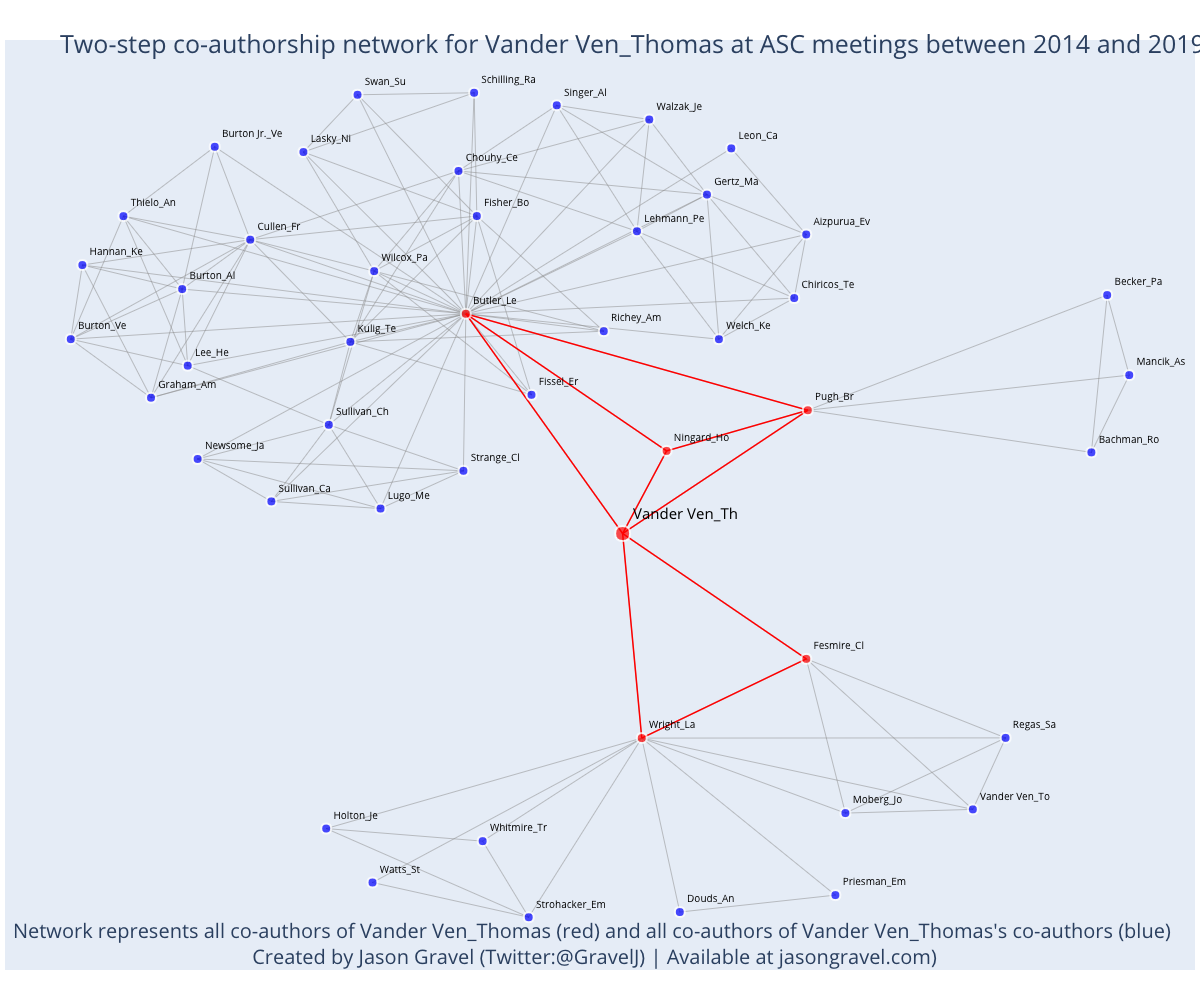 Two-step co-authorship network for Vander Ven_Thomas at ASC meetings between 2014 and 2019
Swan_Su
Schilling_Ra
Singer_Al
Walzak_Je
Burton Jr._Ve
Lasky_Ni
Leon_Ca
Chouhy_Ce
Gertz_Ma
Thielo_An
Fisher_Bo
Cullen_Fr
Lehmann_Pe
Aizpurua_Ev
Hannan_Ke
Wilcox_Pa
Burton_Al
Chiricos_Te
Becker_Pa
Butler_Le
Burton_Ve
Kulig_Te
Richey_Am
Welch_Ke
Lee_He
Mancik_As
Graham_Am
Fissel_Er
Pugh_Br
Sullivan_Ch
Newsome_Ja
Ningard_Ho
Bachman_Ro
Strange_Cl
Sullivan_Ca
Lugo_Me
Vander Ven_Th
Fesmire_Cl
Wright_La
Regas_Sa
Moberg_Jo
Vander Ven_To
Holton_Je
Whitmire_Tr
Watts_St
Priesman_Em
Strohacker_Em
Douds_An
Network represents all co-authors of Vander Ven_Thomas (red) and all co-authors of Vander Ven_Thomas's co-authors (blue)
Created by Jason Gravel (Twitter:@GravelJ) | Available at jasongravel.com)